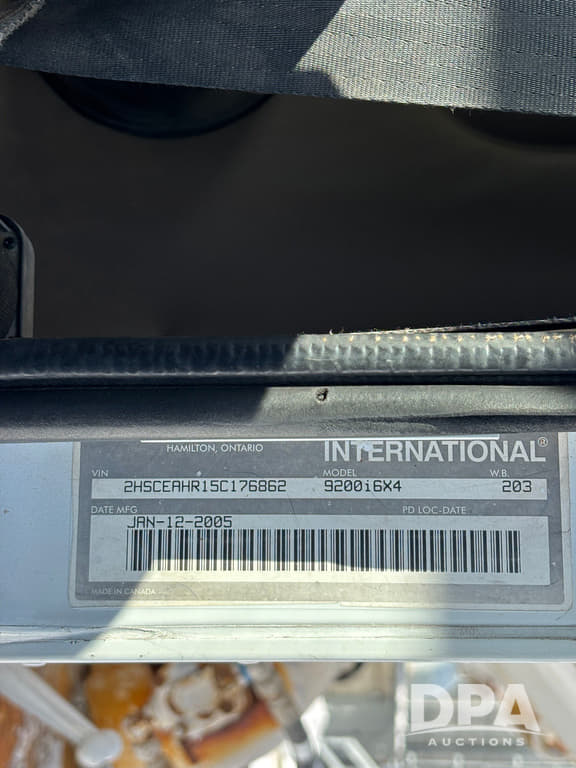 HAMILTON, ONTARIO INTERNATIONAL®
VIN MODEL W.B.
2HSCEAHR15C176862 9200i6X4 203
DATE MFG PD LOC-DATE
JAN-12-2005
MADE IN CANADA
DPA
AUCTIONS